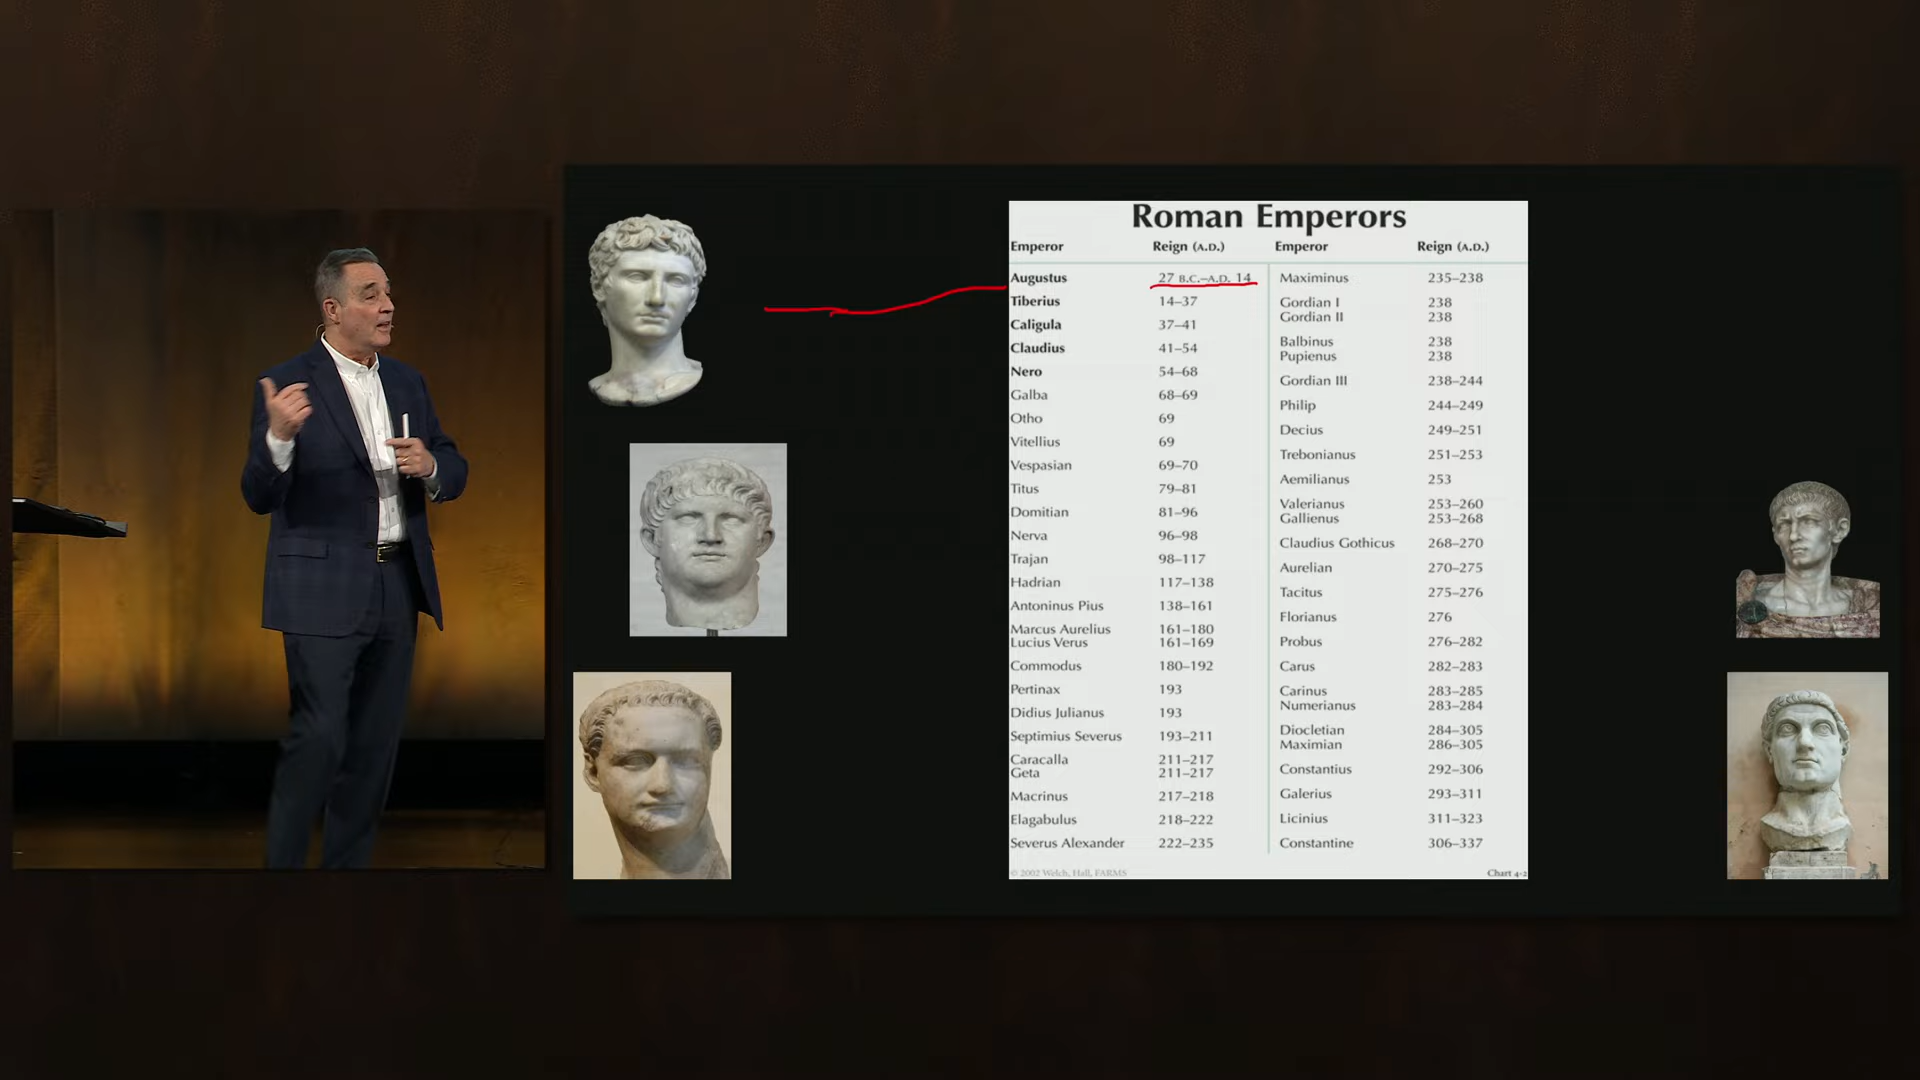 Roman Emperors
Emperor Reign (A.D.) Emperor Reign (A.D.)
Augustus 27 B.C.–A.D. 14
Tiberius 14–37
Caligula 37–41
Claudius 41–54
Nero 54–68
Galba 68–69
Otho 69
Vitellius 69
Vespasian 69–70
Titus 79–81
Domitian 81–96
Nerva 96–98
Trajan 98–117
Hadrian 117–138
Antoninus Pius 138–161
Marcus Aurelius 161–180
Lucius Verus 161–169
Commodus 180–192
Pertinax 193
Didius Julianus 193
Septimius Severus 193–211
Caracalla 211–217
Geta 211–217
Macrinus 217–218
Elagabulus 218–222
Severus Alexander 222–235
Maximinus 235–238
Gordian I 238
Gordian II 238
Balbinus 238
Pupienus 238
Gordian III 238–244
Philip 244–249
Decius 249–251
Trebonianus 251–253
Aemilianus 253
Valerianus 253–260
Gallienus 253–268
Claudius Gothicus 268–270
Aurelian 270–275
Tacitus 275–276
Florianus 276
Probus 276–282
Carus 282–283
Carinus 283–285
Numerianus 283–284
Diocletian 284–305
Maximian 286–305
Constantius 292–306
Galerius 293–311
Licinius 311–323
Constantine 306–337
© 2002 Welch, Hall, FARMS
Chart 4-2